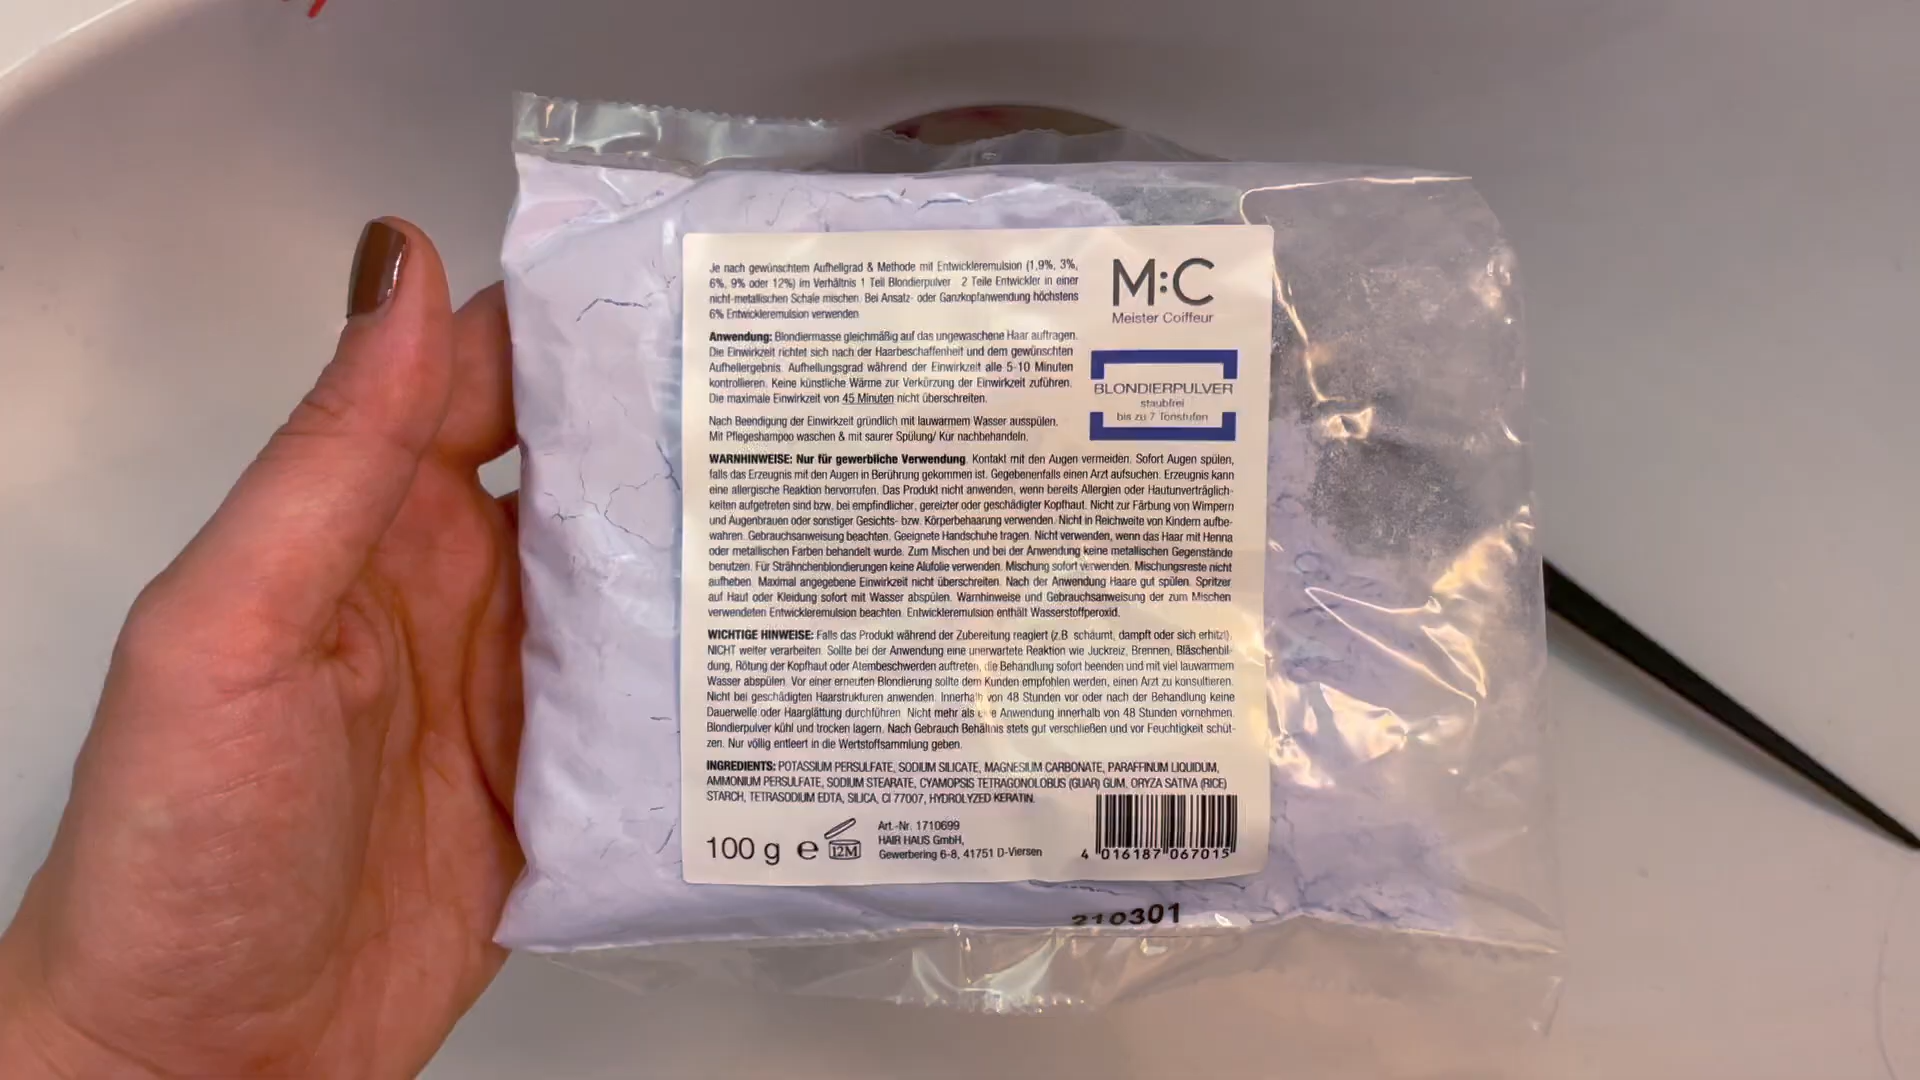 Je nach gewünschtem Aufhellgrad & Methode mit Entwickleremulsion (1,9%, 3%,
6%, 9% oder 12%) im Verhältnis 1 Teil Blondierpulver 2 Teile Entwickler in einer
nicht-metallischen Schale mischen. Bei Ansatz- oder Ganzkopfanwendung höchstens
6% Entwickleremulsion verwenden
Anwendung: Blondiermasse gleichmäßig auf das ungewaschene Haar auftragen.
Die Einwirkzeit richtet sich nach der Haarbeschaffenheit und dem gewünschten
Aufhellergebnis. Aufhellungsgrad während der Einwirkzeit alle 5-10 Minuten
kontrollieren. Keine künstliche Wärme zur Verkürzung der Einwirkzeit zuführen.
Die maximale Einwirkzeit von 45 Minuten nicht überschreiten.
Nach Beendigung der Einwirkzeit gründlich mit lauwarmem Wasser ausspülen.
Mit Pflegeshampoo waschen & mit saurer Spülung/ Kur nachbehandeln.
M:C
Meister Coiffeur
BLONDIERPULVER
staubfrei
bis zu 7 Tonstufen
WARNHINWEISE: Nur für gewerbliche Verwendung. Kontakt mit den Augen vermeiden. Sofort Augen spülen,
falls das Erzeugnis mit den Augen in Berührung gekommen ist. Gegebenenfalls einen Arzt aufsuchen. Erzeugnis kann
eine allergische Reaktion hervorrufen. Das Produkt nicht anwenden, wenn bereits Allergien oder Hautunverträglich-
keiten aufgetreten sind bzw. bei empfindlicher, gereizter oder geschädigter Kopfhaut. Nicht zur Färbung von Wimpern
und Augenbrauen oder sonstiger Gesichts- bzw. Körperbehaarung verwenden. Nicht in Reichweite von Kindern aufbe-
wahren. Gebrauchsanweisung beachten. Geeignete Handschuhe tragen. Nicht verwenden, wenn das Haar mit Henna
oder metallischen Farben behandelt wurde. Zum Mischen und bei der Anwendung keine metallischen Gegenstände
benutzen. Für Strähnchenblondierungen keine Alufolie verwenden. Mischung sofort verwenden. Mischungsreste nicht
aufheben. Maximal angegebene Einwirkzeit nicht überschreiten. Nach der Anwendung Haare gut spülen. Spritzer
auf Haut oder Kleidung sofort mit Wasser abspülen. Warnhinweise und Gebrauchsanweisung der zum Mischen
verwendeten Entwickleremulsion beachten. Entwickleremulsion enthält Wasserstoffperoxid.
WICHTIGE HINWEISE: Falls das Produkt während der Zubereitung reagiert (z.B. schäumt, dampft oder sich erhitzt),
NICHT weiter verarbeiten. Sollte bei der Anwendung eine unerwartete Reaktion wie Juckreiz, Brennen, Bläschenbil-
dung, Rötung der Kopfhaut oder Atembeschwerden auftreten, die Behandlung sofort beenden und mit viel lauwarmem
Wasser abspülen. Vor einer erneuten Blondierung sollte dem Kunden empfohlen werden, einen Arzt zu konsultieren.
Nicht bei geschädigten Haarstrukturen anwenden. Innerhalb von 48 Stunden vor oder nach der Behandlung keine
Dauerwelle oder Haarglättung durchführen. Nicht mehr als eine Anwendung innerhalb von 48 Stunden vornehmen.
Blondierpulver kühl und trocken lagern. Nach Gebrauch Behältnis stets gut verschließen und vor Feuchtigkeit schüt-
zen. Nur völlig entleert in die Wertstoffsammlung geben.
INGREDIENTS: POTASSIUM PERSULFATE, SODIUM SILICATE, MAGNESIUM CARBONATE, PARAFFINUM LIQUIDUM,
AMMONIUM PERSULFATE, SODIUM STEARATE, CYAMOPSIS TETRAGONOLOBUS (GUAR) GUM, ORYZA SATIVA (RICE)
STARCH, TETRASODIUM EDTA, SILICA, CI 77007, HYDROLYZED KERATIN.
100 g e 12M
Art.-Nr. 1710699
HAIR HAUS GmbH,
Gewerbering 6-8, 41751 D-Viersen
4 016187 067015
210301